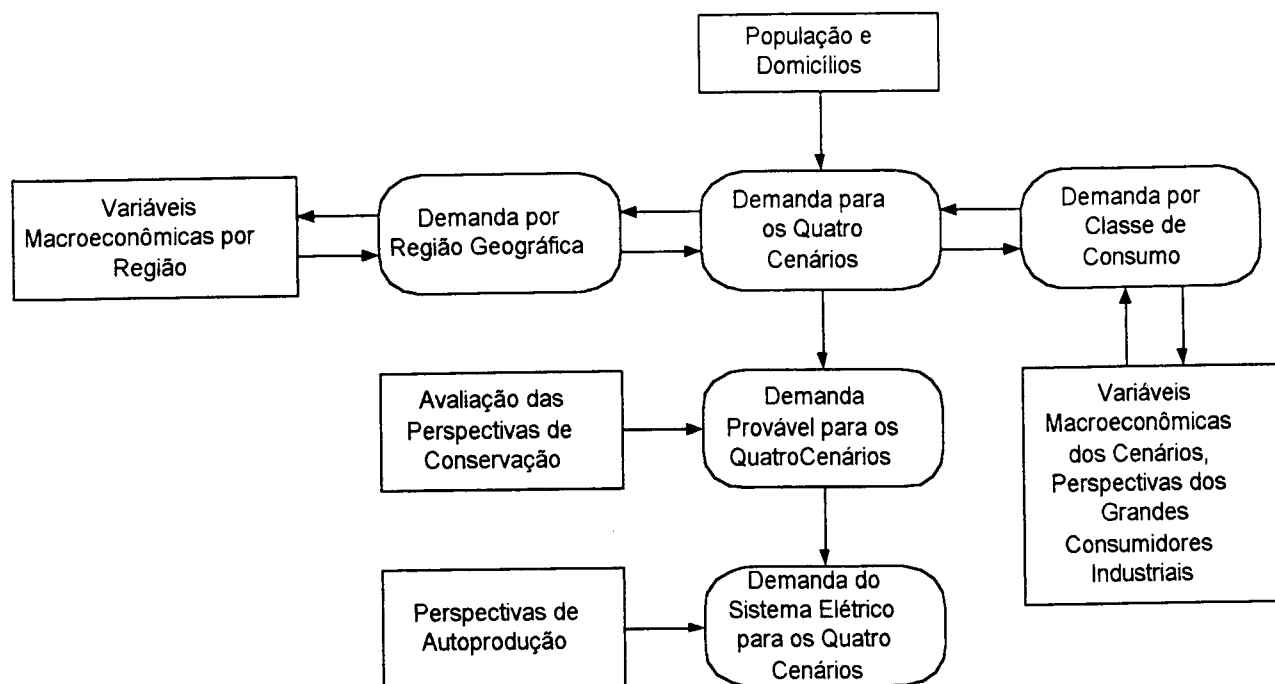 População e
Domicílios
Variáveis
Macroeconômicas por
Região
Demanda por
Região Geográfica
Demanda para
os Quatro
Cenários
Demanda por
Classe de
Consumo
Avaliação das
Perspectivas de
Conservação
Demanda
Provável para os
QuatroCenários
Variáveis
Macroeconômicas
dos Cenários,
Perspectivas dos
Grandes
Consumidores
Industriais
Perspectivas de
Autoprodução
Demanda do
Sistema Elétrico
para os Quatro
Cenários